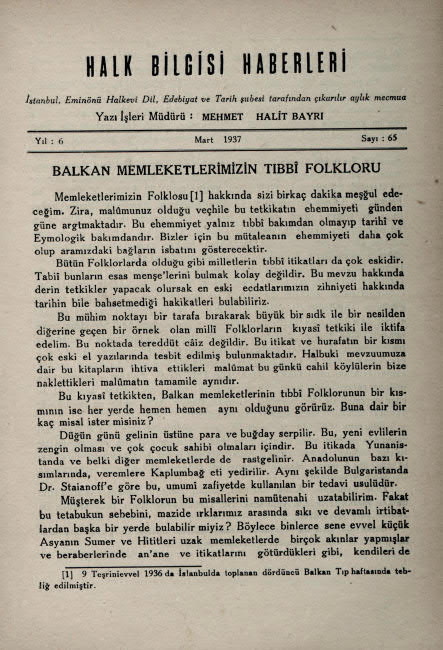 HALK BİLGİSİ HABERLERİ
İstanbul, Eminönü Halkevi Dil, Edebiyat ve Tarih şubesi tarafından çıkarılır aylık mecmua
Yazı İşleri Müdürü : MEHMET HALİT BAYRI
Yıl : 6 Mart 1937 Sayı : 65
BALKAN MEMLEKETLERİMİZİN TIBBÎ FOLKLORU
Memleketlerimizin Folklosu [1] hakkında sizi birkaç dakika meşğul ede-
ceğim. Zira, malûmunuz olduğu veçhile bu tetkikatın ehemmiyeti günden
güne argtmaktadır. Bu ehemmiyet yalnız tıbbî bakımdan olmayıp tarihî ve
Eymologik bakımdandır. Bizler için bu mütaleanın ehemmiyeti daha çok
olup aramızdaki bağların isbatını gösterecektir.
Bütün Folklorlarda olduğu gibi milletlerin tıbbî itikatları da çok eskidir.
Tabiî bunların esas menşe'lerini bulmak kolay değildir. Bu mevzu hakkında
derin tetkikler yapacak olursak en eski ecdatlarımızın zihniyeti hakkında
tarihin bile bahsetmediği hakikatleri bulabiliriz.
Bu mühim noktayı bir tarafa bırakarak büyük bir sıdk ile bir nesilden
diğerine geçen bir örnek olan millî Folklorların kıyasî tetkiki ile iktifa
edelim. Bu noktada tereddüt câiz değildir. Bu itikat ve hurafatın bir kısmı
çok eski el yazılarında tesbit edilmiş bulunmaktadır. Halbuki mevzuumuza
dair bu kitapların ihtiva ettikleri malûmat bu günkü cahil köylülerin bize
naklettikleri malûmatın tamamile aynıdır.
Bu kıyasî tetkikten, Balkan memleketlerinin tıbbî Folklorunun bir kıs-
mının ise her yerde hemen hemen aynı olduğunu görürüz. Buna dair bir
kaç misal ister misiniz ?
Düğün günü gelinin üstüne para ve buğday serpilir. Bu, yeni evlilerin
zengin olması ve çok çocuk sahibi olmaları içindir. Bu itikada Yunanis-
tanda ve belki diğer memleketlerde de rastgelinir. Anadolunun bazı kı-
sımlarında, veremlere Kaplumbağ eti yedirilir. Aynı şekilde Bulgaristanda
Dr. Staianoff'e göre bu, umumî zafiyetde kullanılan bir tedavi usulüdür.
Müşterek bir Folklorun bu misallerini namütenahi uzatabilirim. Fakat
bu tetabukun sebebini, mazide ırklarımız arasında sıkı ve devamlı irtibat-
lardan başka bir yerde bulabilir miyiz ? Böylece binlerce sene evvel küçük
Asyanın Sumer ve Hititleri uzak memleketlerde birçok akınlar yapmışlar
ve beraberlerinde an'ane ve itikatlarını götürdükleri gibi, kendileri de
[1] 9 Teşrinievvel 1936 da İstanbulda toplanan dördüncü Balkan Tıp haftasında teb-
liğ edilmiştir.